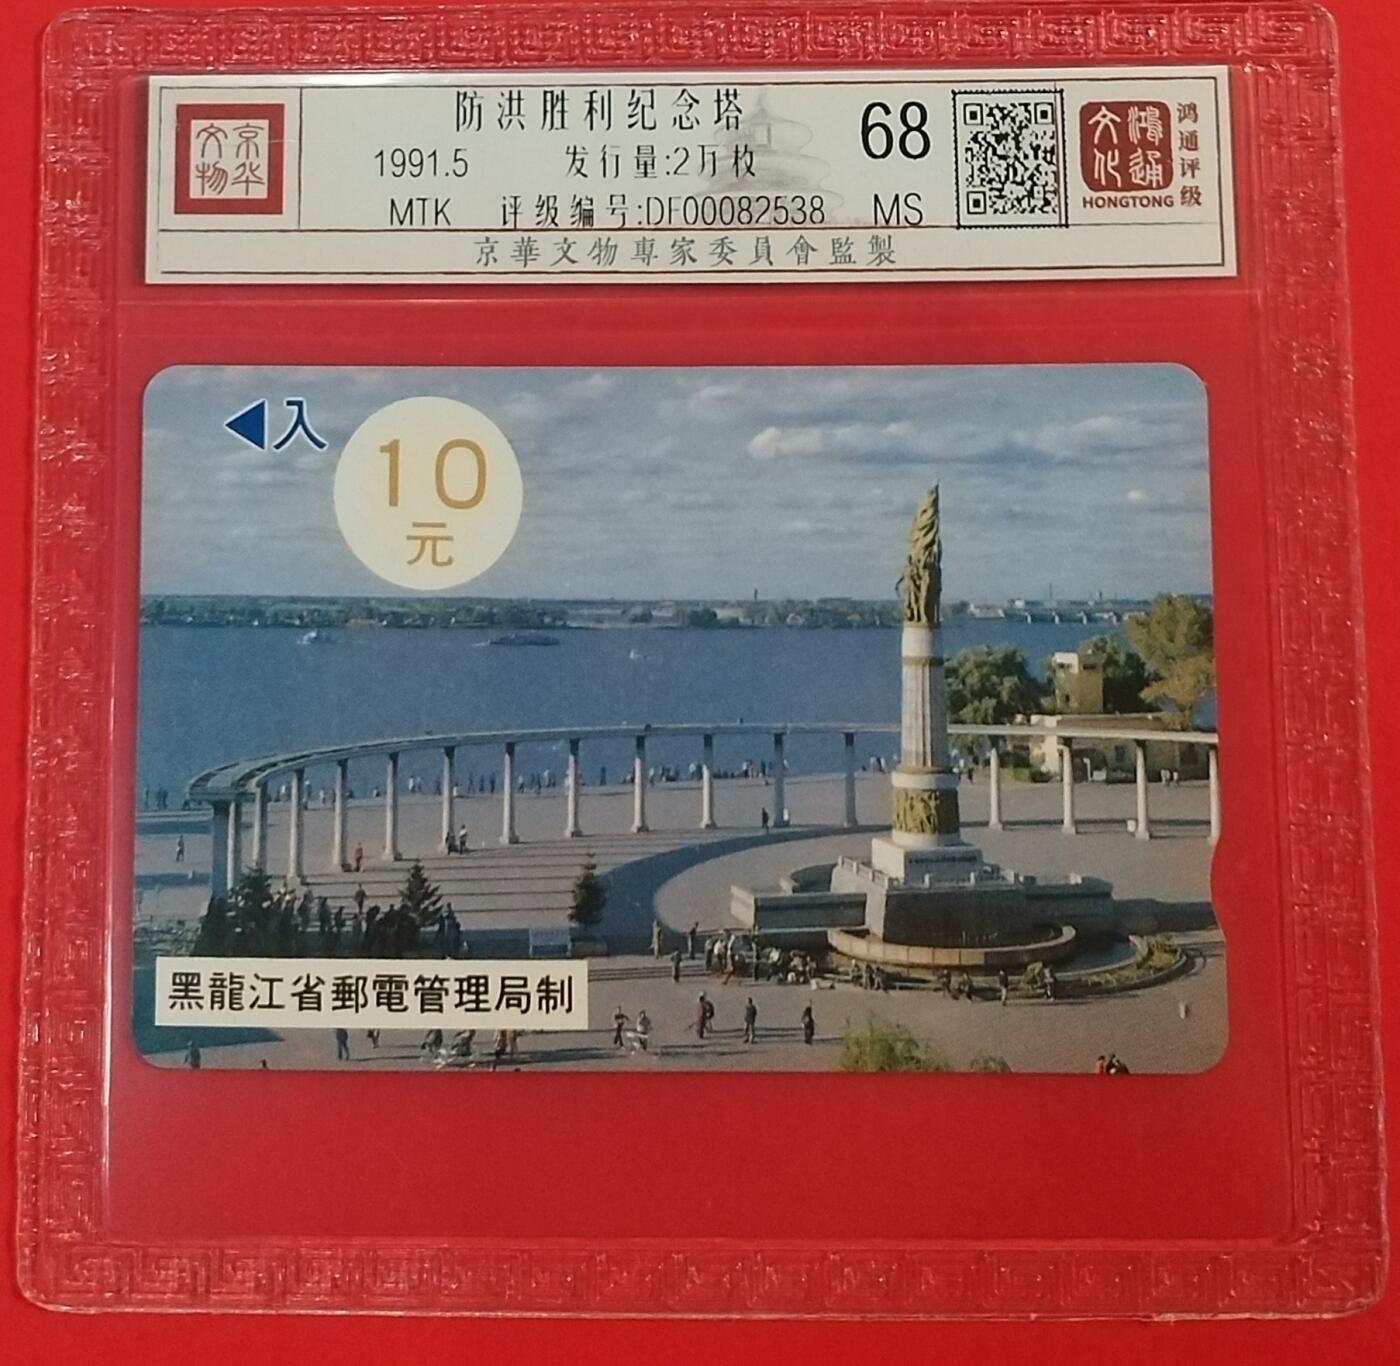 京华文物
防洪胜利纪念塔
1991.5 发行量:2万枚
MTK 评级编号:DF00082538
68
MS
鸿通文化
HONGTONG
鸿通评级
京華文物專家委員會監製
入
10
元
黑龍江省郵電管理局制